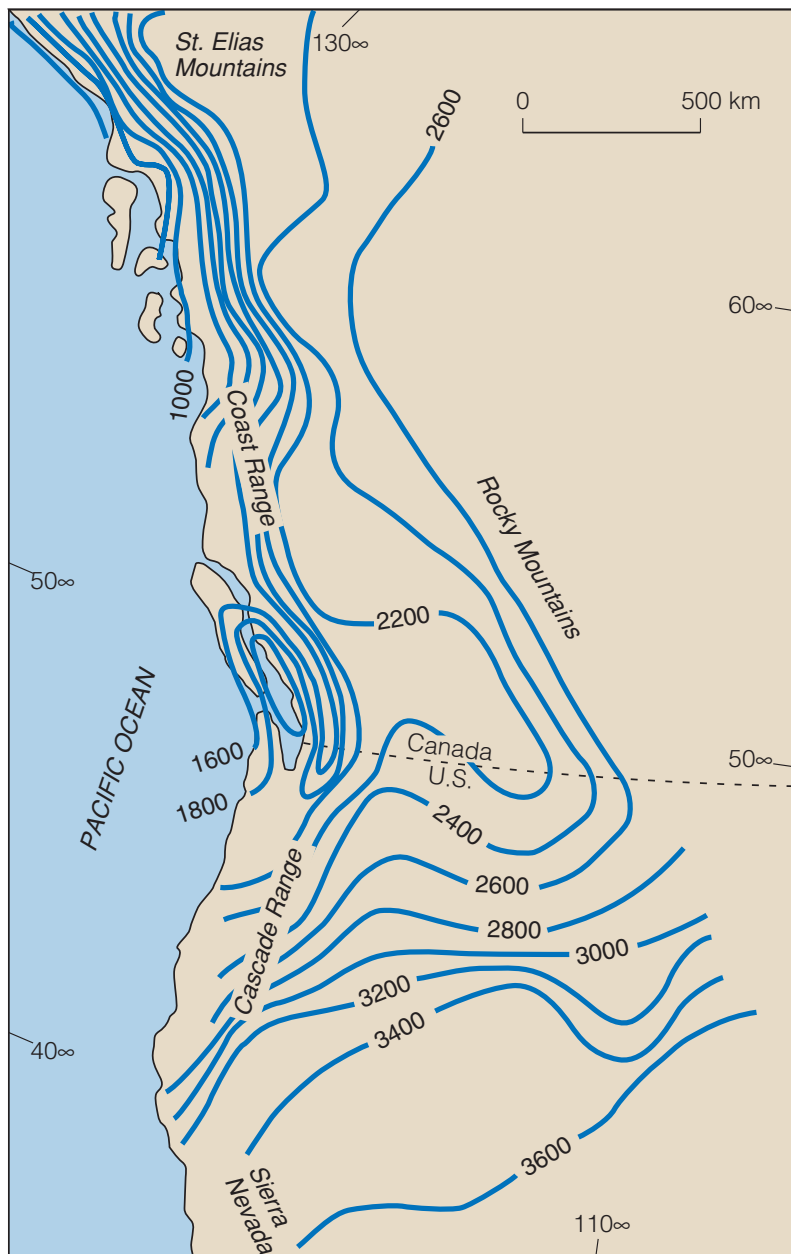 St. Elias
Mountains
130∞
0 500 km
2600
60∞
1000
Coast Range
Rocky Mountains
50∞
2200
PACIFIC OCEAN
1600
Canada
U.S.
50∞
1800
2400
Cascade Range
2600
2800
3000
3200
3400
40∞
3600
Sierra
Nevada
110∞